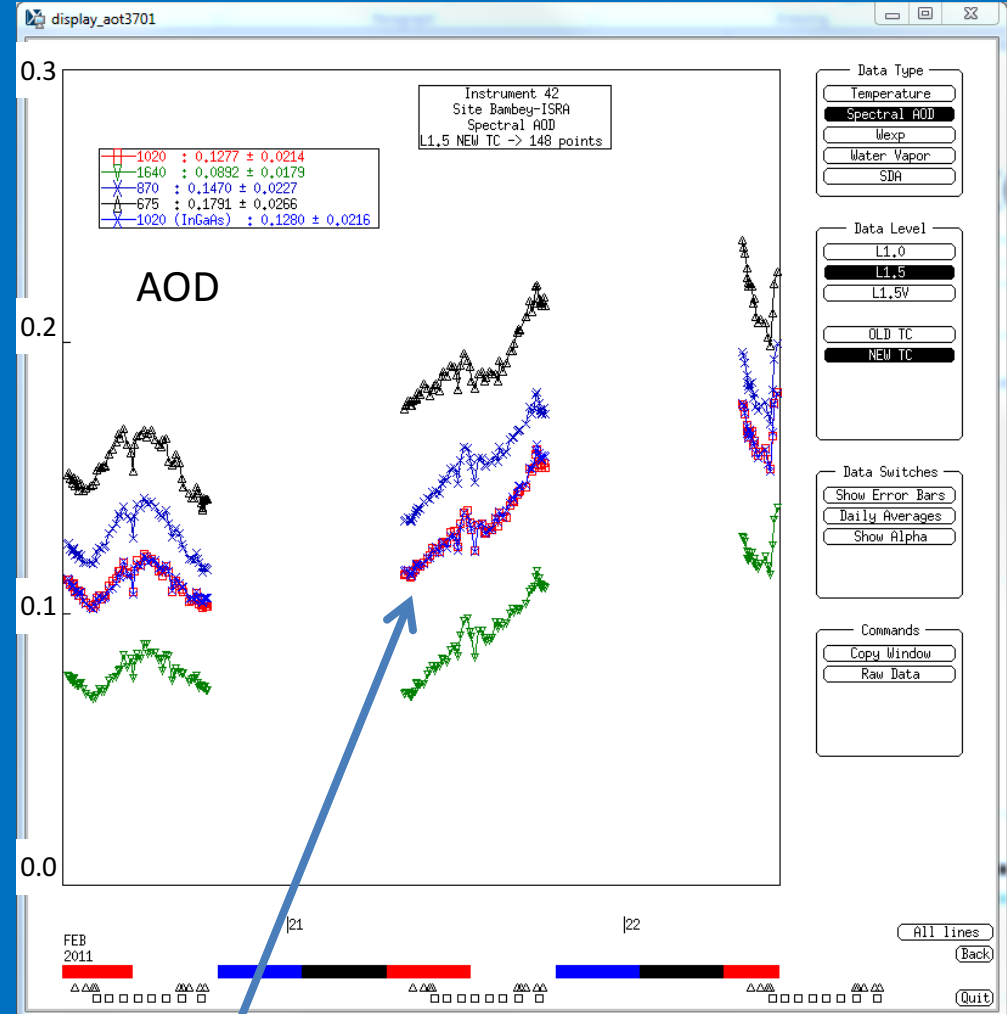 display_aot3701
0.3
Instrument 42
Site Bambey-ISRA
Spectral AOD
L1.5 NEW TC -> 148 points
1020 : 0.1277 ± 0.0214
1640 : 0.0892 ± 0.0179
870 : 0.1470 ± 0.0227
675 : 0.1791 ± 0.0266
1020 (InGaAs) : 0.1280 ± 0.0216
AOD
0.2
0.1
0.0
|21
|22
FEB
2011
Data Type
Temperature
Spectral AOD
Wexp
Water Vapor
SDA
Data Level
L1.0
L1.5
L1.5V
OLD TC
NEW TC
Data Switches
Show Error Bars
Daily Averages
Show Alpha
Commands
Copy Window
Raw Data
All lines
Back
Quit